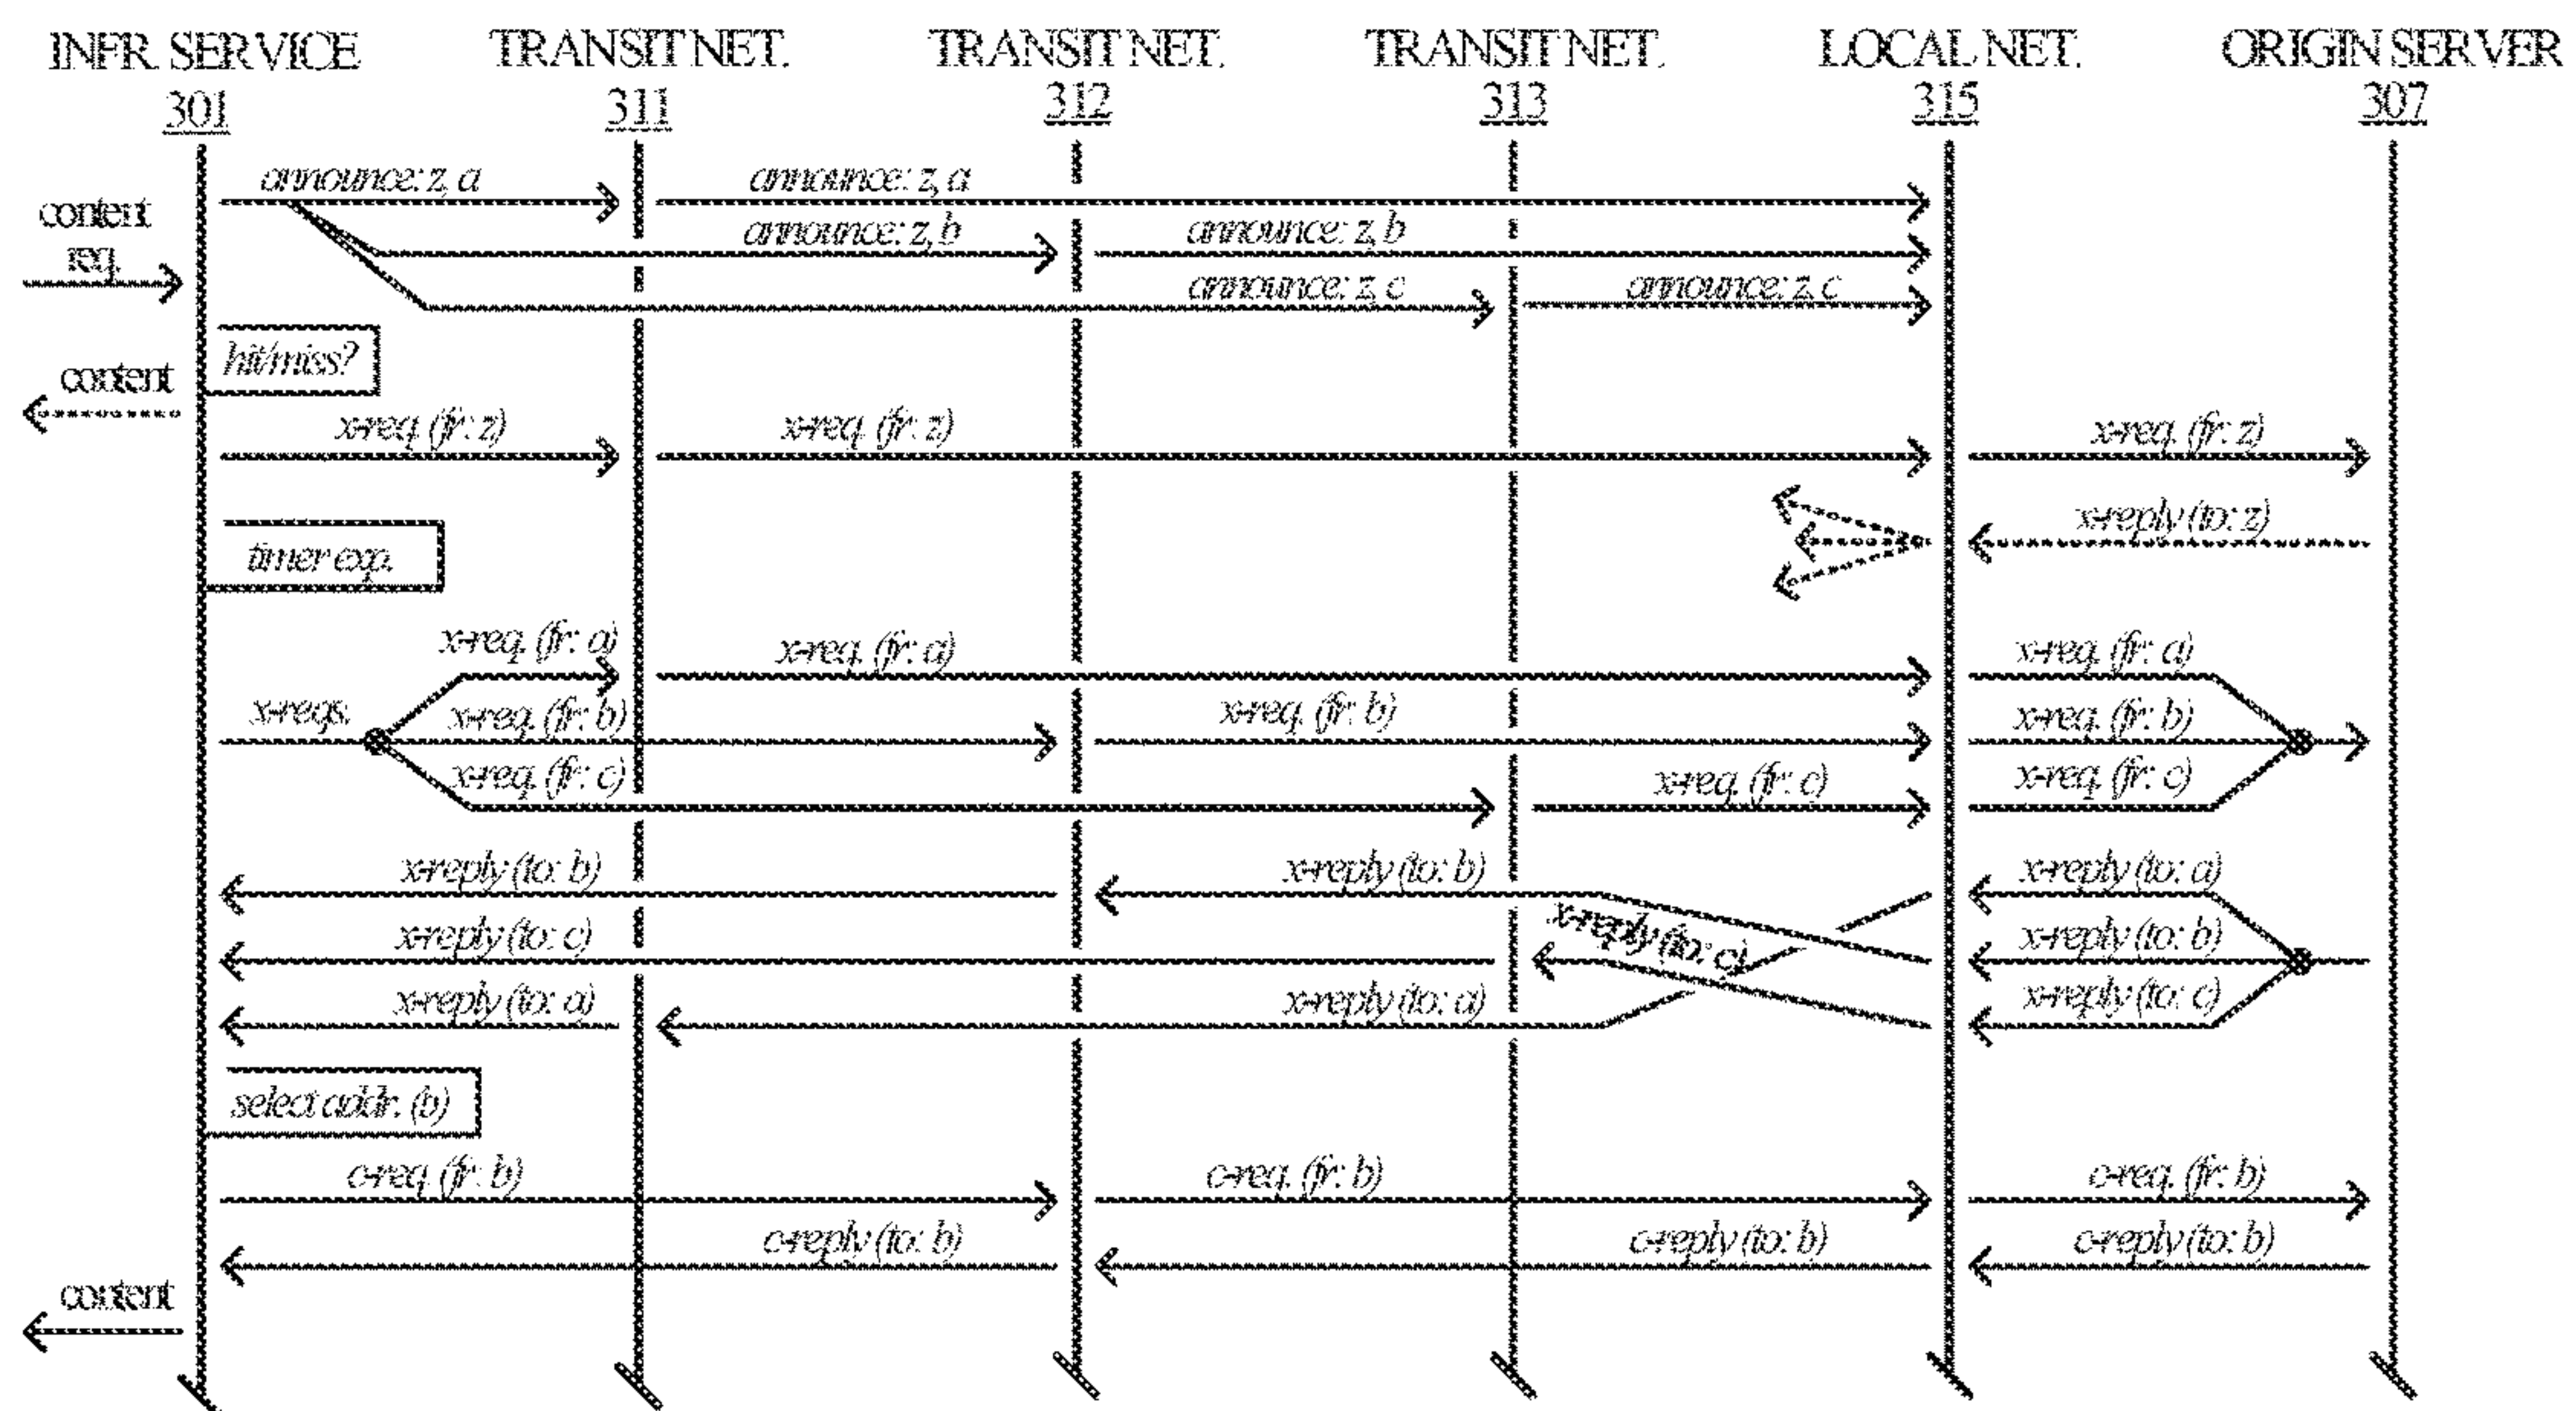 INFR. SERVICE TRANSIT NET. TRANSIT NET. TRANSIT NET. LOCAL NET. ORIGIN SERVER
301 311 312 313 315 307
announce: z, a announce: z, a
content
req.
announce: z, b announce: z, b
announce: z, c announce: z, c
hit/miss?
content
x-req. (fr: z) x-req. (fr: z) x-req. (fr: z)
x-reply (to: z)
timer exp.
x-req. (fr: a) x-req. (fr: a) x-req. (fr: a)
x-reqs. x-req. (fr: b) x-req. (fr: b) x-req. (fr: b)
x-req. (fr: c) x-req. (fr: c) x-req. (fr: c)
x-reply (to: b) x-reply (to: b) x-reply (to: a)
x-reply (to: c) x-reply (to: c) x-reply (to: b)
x-reply (to: a) x-reply (to: a) x-reply (to: c)
select addr. (b)
c-req. (fr: b) c-req. (fr: b) c-req. (fr: b)
c-reply (to: b) c-reply (to: b) c-reply (to: b)
content